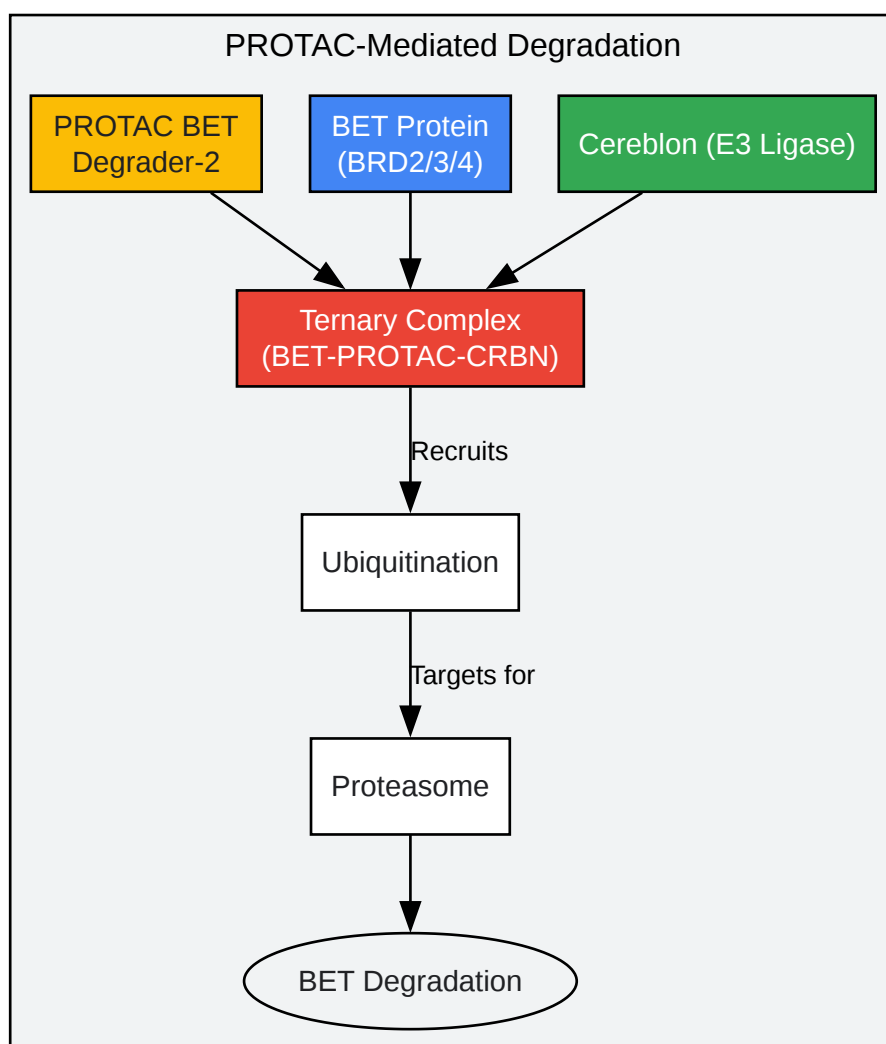 PROTAC-Mediated Degradation
PROTAC BET
Degrader-2
BET Protein
(BRD2/3/4)
Cereblon (E3 Ligase)
Ternary Complex
(BET-PROTAC-CRBN)
Recruits
Ubiquitination
Targets for
Proteasome
BET Degradation